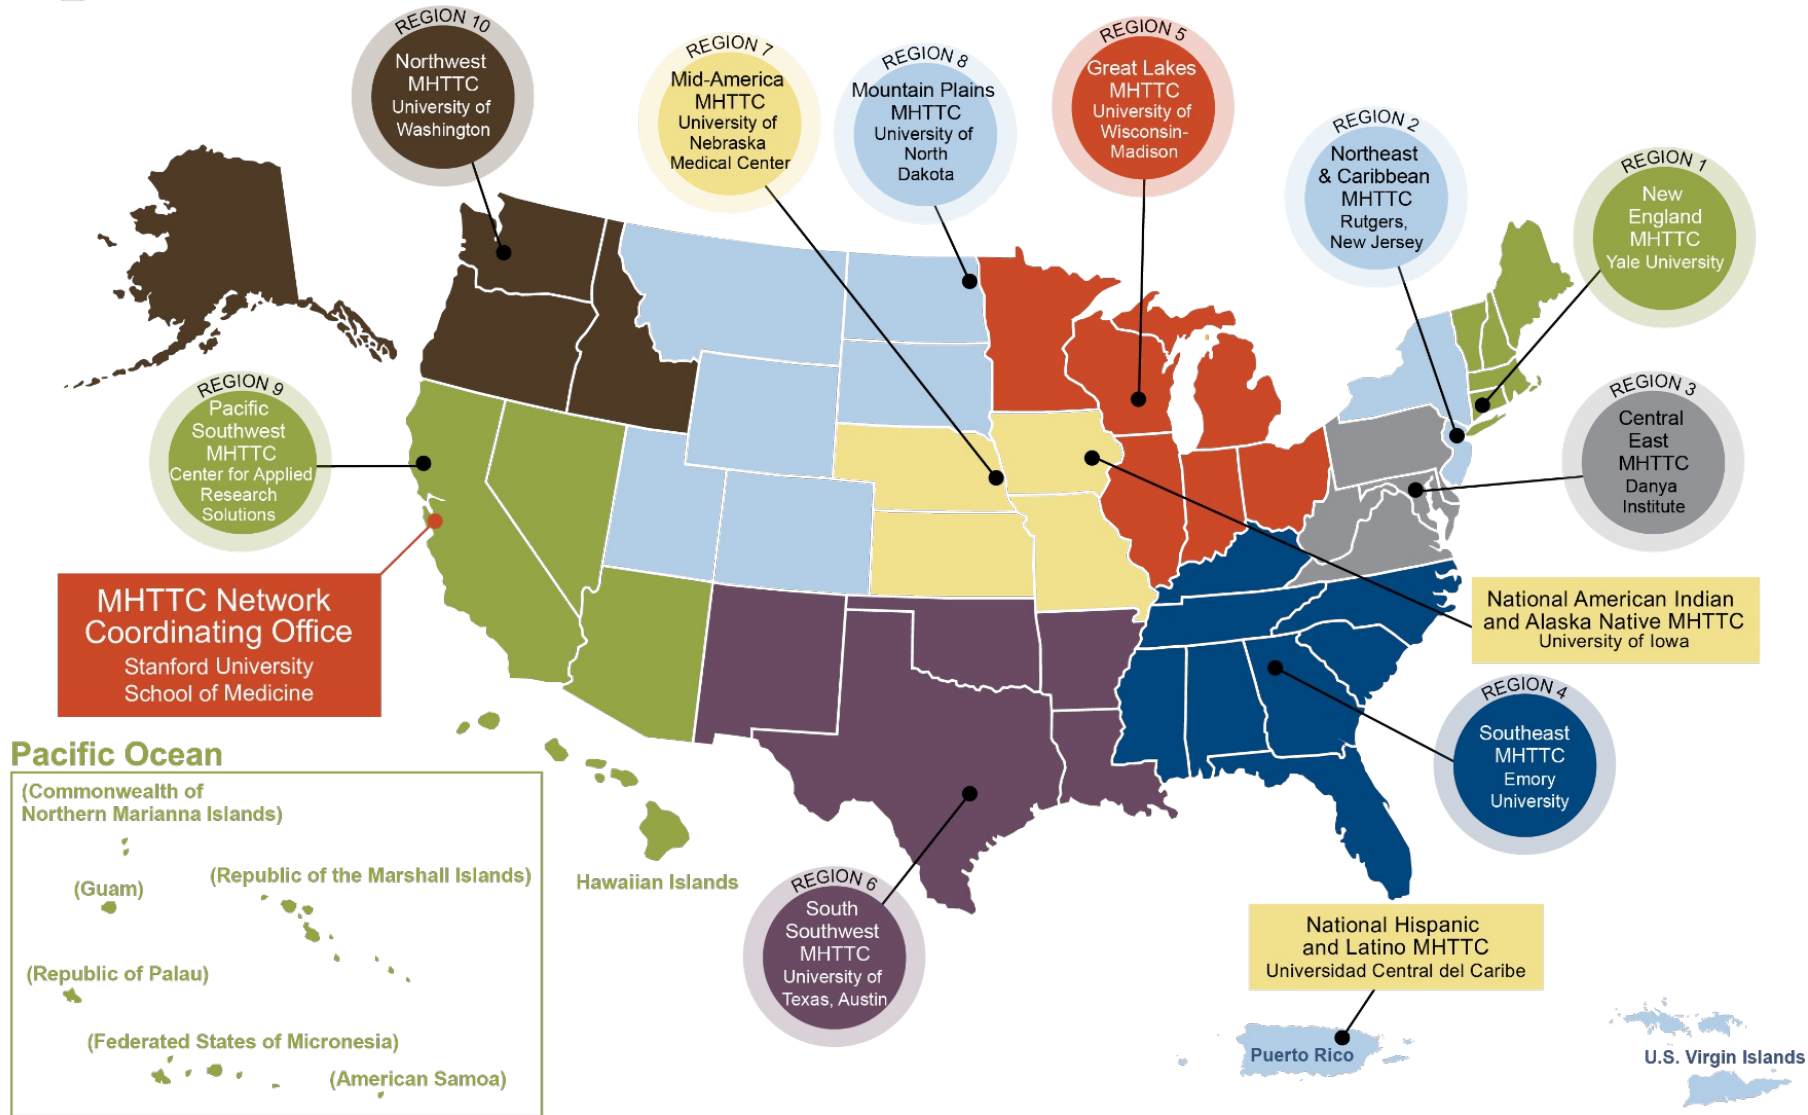 REGION 10
Northwest
MHTTC
University of
Washington
REGION 7
Mid-America
MHTTC
University of
Nebraska
Medical Center
REGION 8
Mountain Plains
MHTTC
University of
North
Dakota
REGION 5
Great Lakes
MHTTC
University of
Wisconsin-
Madison
REGION 2
Northeast
& Caribbean
MHTTC
Rutgers,
New Jersey
REGION 1
New
England
MHTTC
Yale University
REGION 9
Pacific
Southwest
MHTTC
Center for Applied
Research
Solutions
REGION 3
Central
East
MHTTC
Danya
Institute
MHTTC Network
Coordinating Office
Stanford University
School of Medicine
National American Indian
and Alaska Native MHTTC
University of Iowa
REGION 4
Southeast
MHTTC
Emory
University
Pacific Ocean
(Commonwealth of
Northern Marianna Islands)
(Guam)
(Republic of the Marshall Islands)
(Republic of Palau)
(Federated States of Micronesia)
(American Samoa)
Hawaiian Islands
REGION 6
South
Southwest
MHTTC
University of
Texas, Austin
National Hispanic
and Latino MHTTC
Universidad Central del Caribe
Puerto Rico
U.S. Virgin Islands